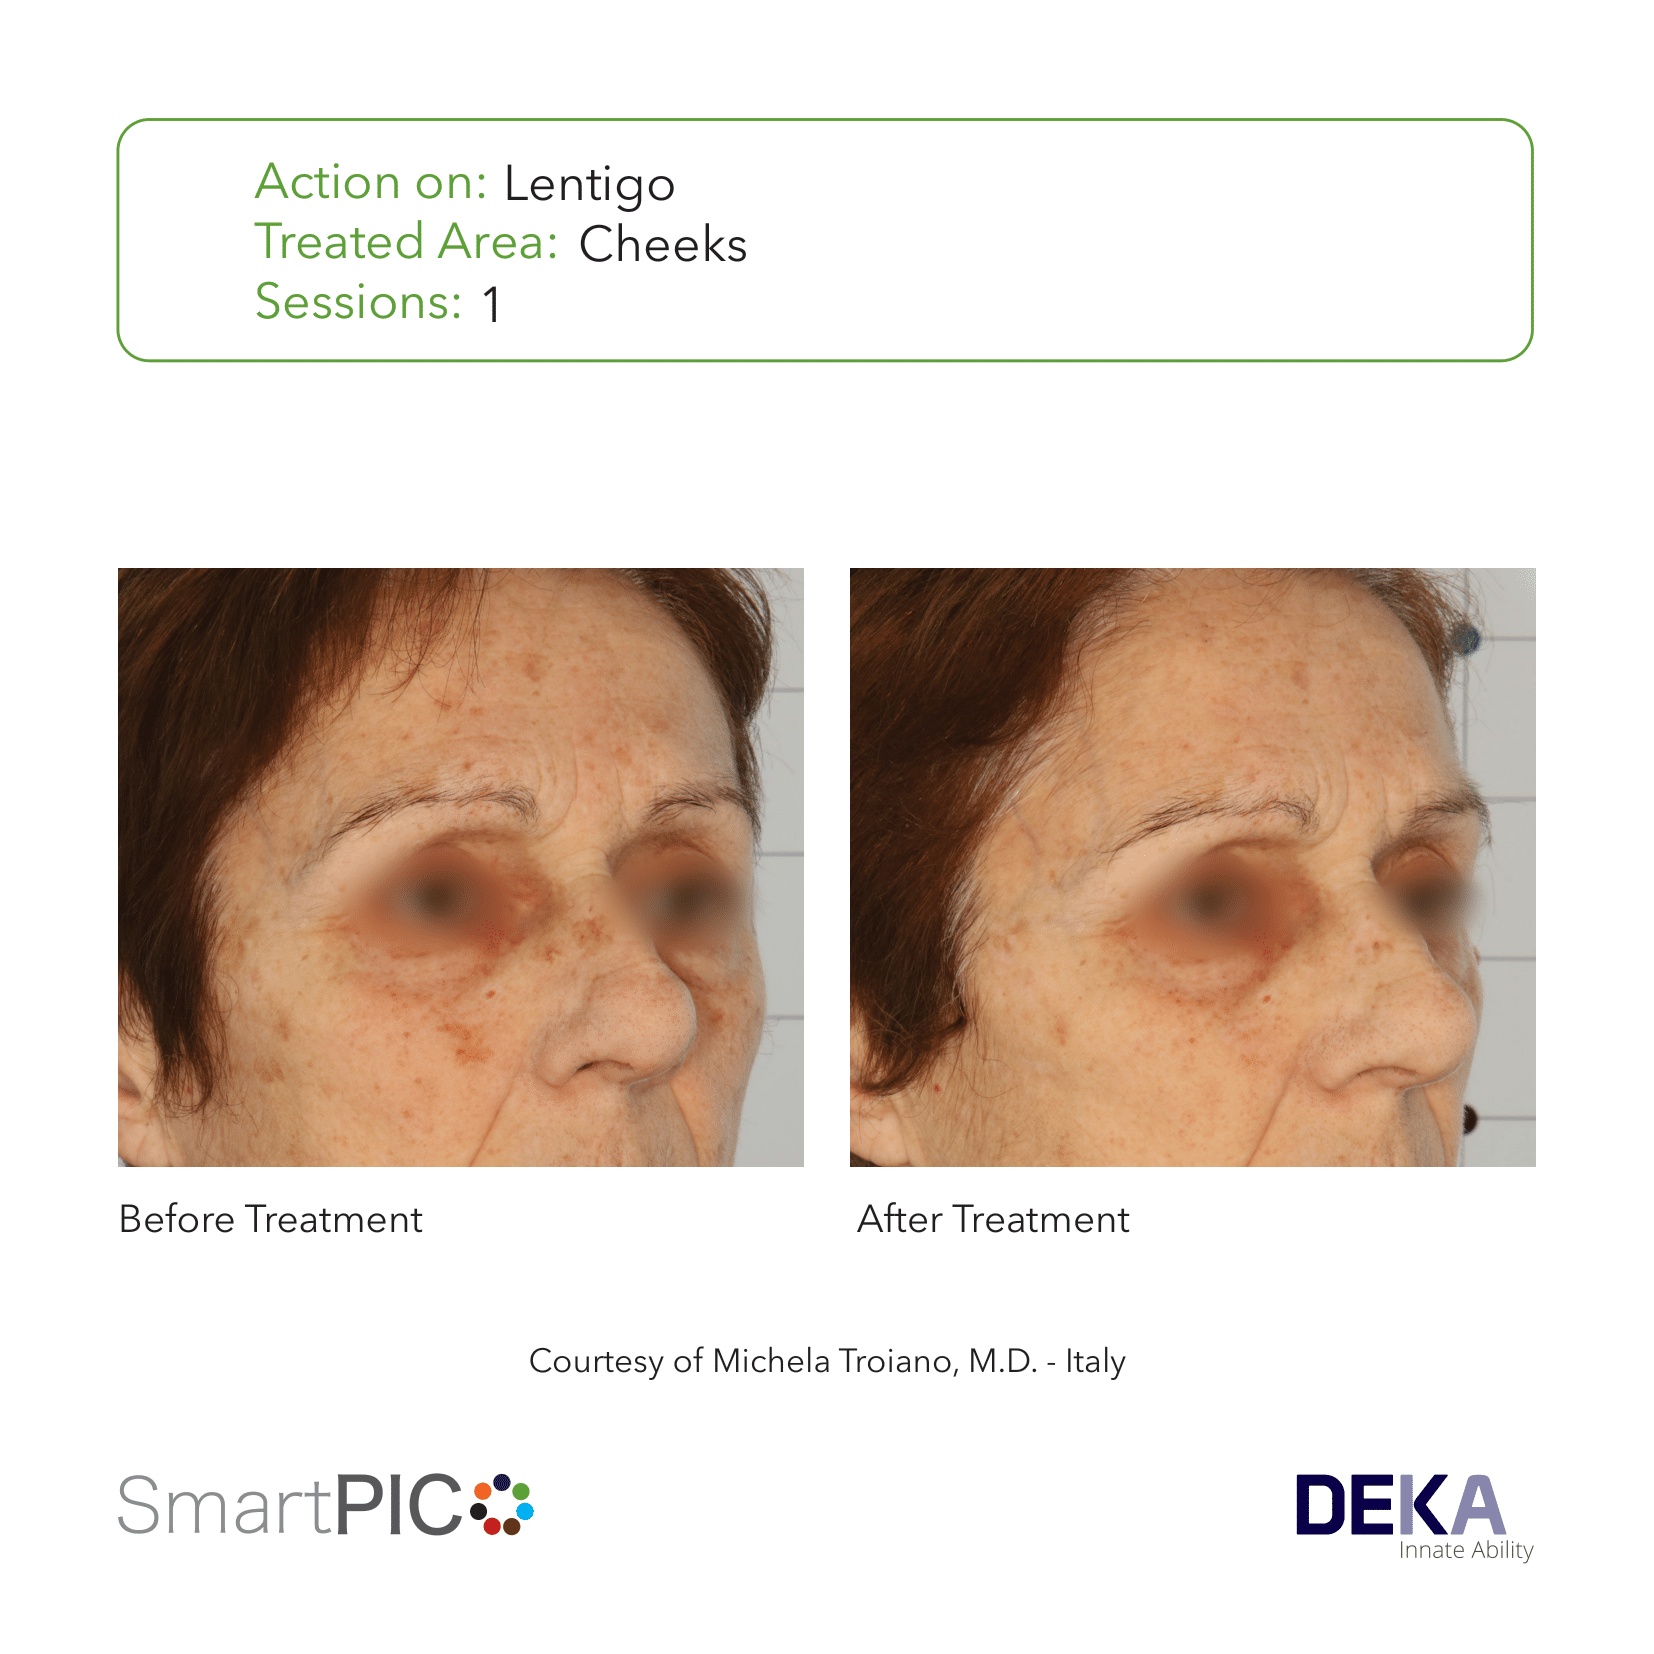 Action on: Lentigo
Treated Area: Cheeks
Sessions: 1
Before Treatment
After Treatment
Courtesy of Michela Troiano, M.D. - Italy
SmartPICO
DEKA
Innate Ability